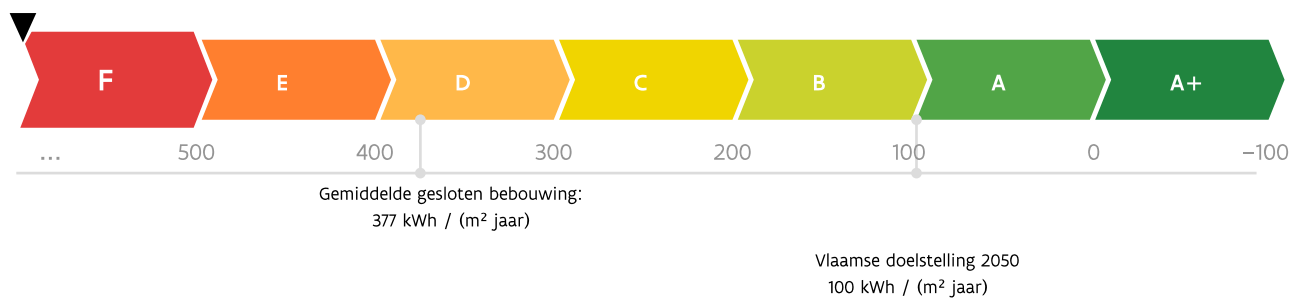 F E D C B A A+
... 500 400 300 200 100 0 −100
Gemiddelde gesloten bebouwing:
377 kWh / (m² jaar)
Vlaamse doelstelling 2050
100 kWh / (m² jaar)